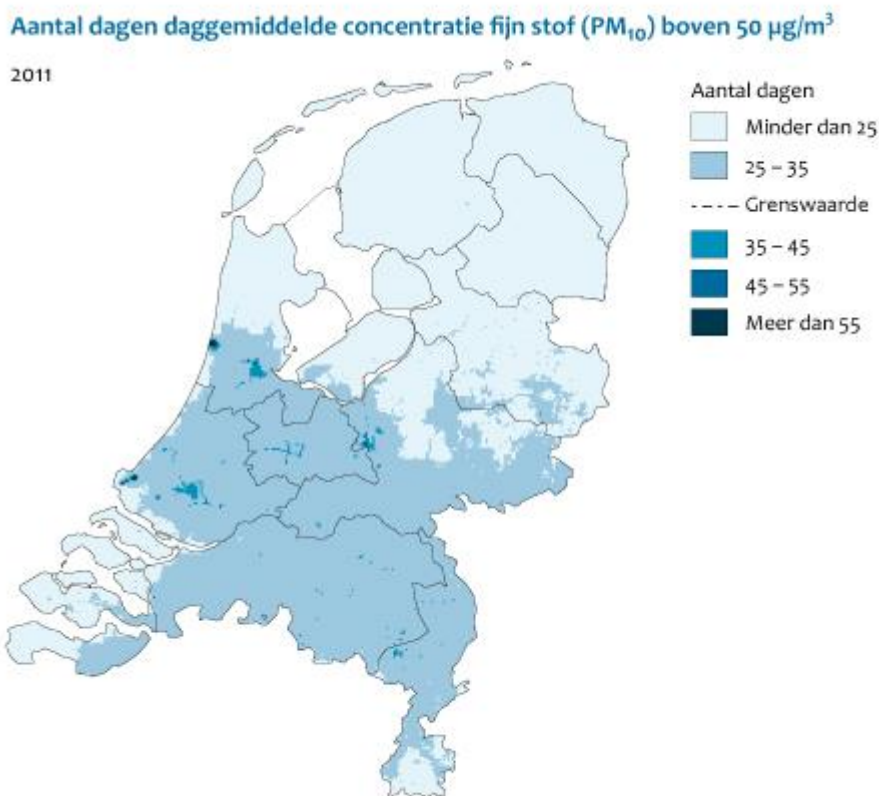 Aantal dagen daggemiddelde concentratie fijn stof (PM₁₀) boven 50 µg/m³
2011
Aantal dagen
Minder dan 25
25 – 35
Grenswaarde
35 – 45
45 – 55
Meer dan 55